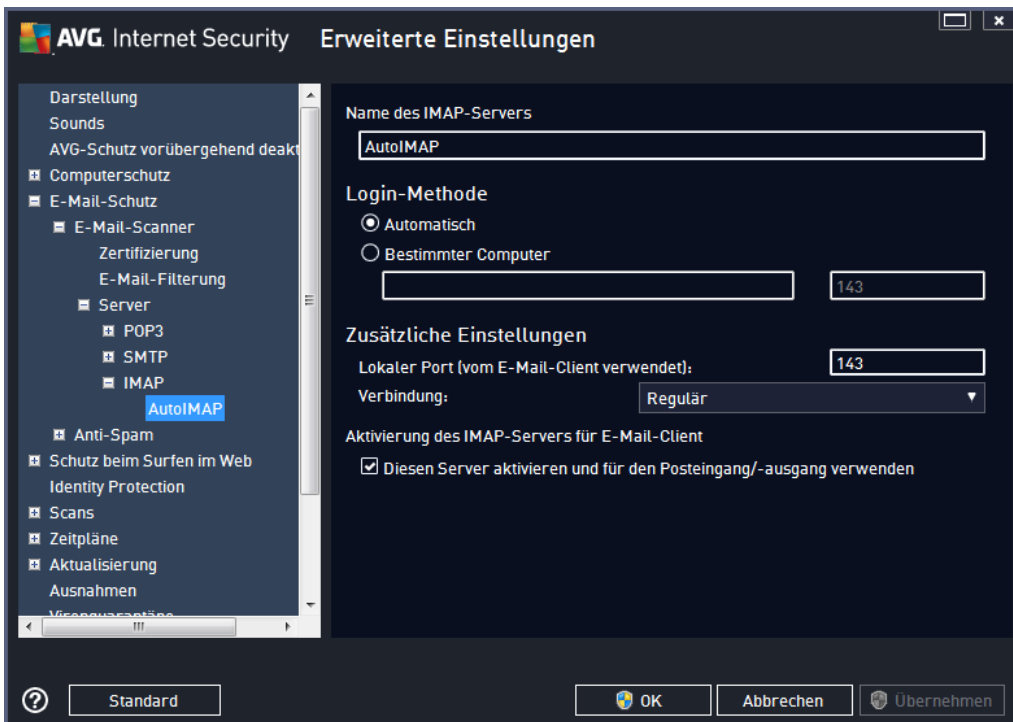 AVG. Internet Security Erweiterte Einstellungen
Darstellung
Sounds
AVG-Schutz vorübergehend deakt
Computerschutz
E-Mail-Schutz
E-Mail-Scanner
Zertifizierung
E-Mail-Filterung
Server
POP3
SMTP
IMAP
AutoIMAP
Anti-Spam
Schutz beim Surfen im Web
Identity Protection
Scans
Zeitpläne
Aktualisierung
Ausnahmen
Virenquarantäne
Name des IMAP-Servers
AutoIMAP
Login-Methode
Automatisch
Bestimmter Computer
143
Zusätzliche Einstellungen
Lokaler Port (vom E-Mail-Client verwendet): 143
Verbindung: Regulär
Aktivierung des IMAP-Servers für E-Mail-Client
Diesen Server aktivieren und für den Posteingang/-ausgang verwenden
? Standard OK Abbrechen Übernehmen